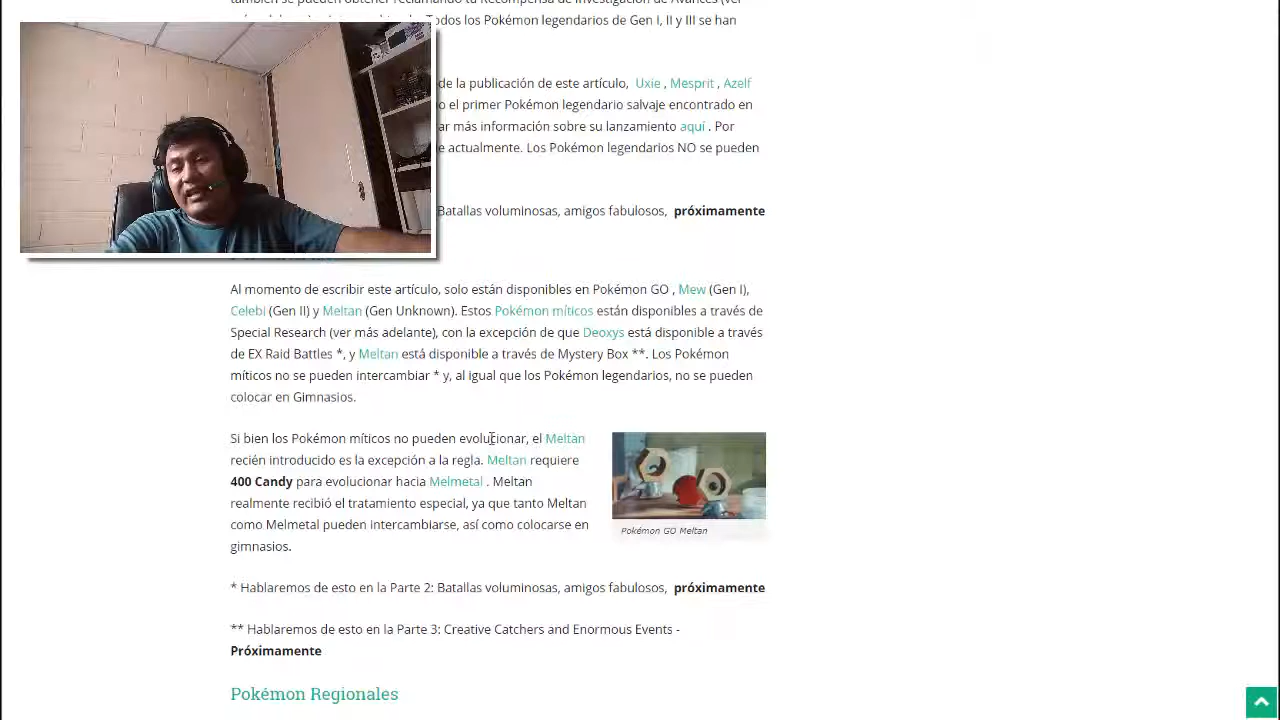 también se pueden obtener reclamando tu Recompensa de Investigación de Avances (ver
Todos los Pokémon legendarios de Gen I, II y III se han
de la publicación de este artículo, Uxie , Mesprit , Azelf
o el primer Pokémon legendario salvaje encontrado en
ar más información sobre su lanzamiento aquí . Por
e actualmente. Los Pokémon legendarios NO se pueden
Batallas voluminosas, amigos fabulosos, próximamente
Al momento de escribir este artículo, solo están disponibles en Pokémon GO , Mew (Gen I),
Celebi (Gen II) y Meltan (Gen Unknown). Estos Pokémon míticos están disponibles a través de
Special Research (ver más adelante), con la excepción de que Deoxys está disponible a través
de EX Raid Battles *, y Meltan está disponible a través de Mystery Box **. Los Pokémon
míticos no se pueden intercambiar * y, al igual que los Pokémon legendarios, no se pueden
colocar en Gimnasios.
Si bien los Pokémon míticos no pueden evolucionar, el Meltan
recién introducido es la excepción a la regla. Meltan requiere
400 Candy para evolucionar hacia Melmetal . Meltan
realmente recibió el tratamiento especial, ya que tanto Meltan
como Melmetal pueden intercambiarse, así como colocarse en
gimnasios.
Pokémon GO Meltan
* Hablaremos de esto en la Parte 2: Batallas voluminosas, amigos fabulosos, próximamente
** Hablaremos de esto en la Parte 3: Creative Catchers and Enormous Events -
Próximamente
Pokémon Regionales